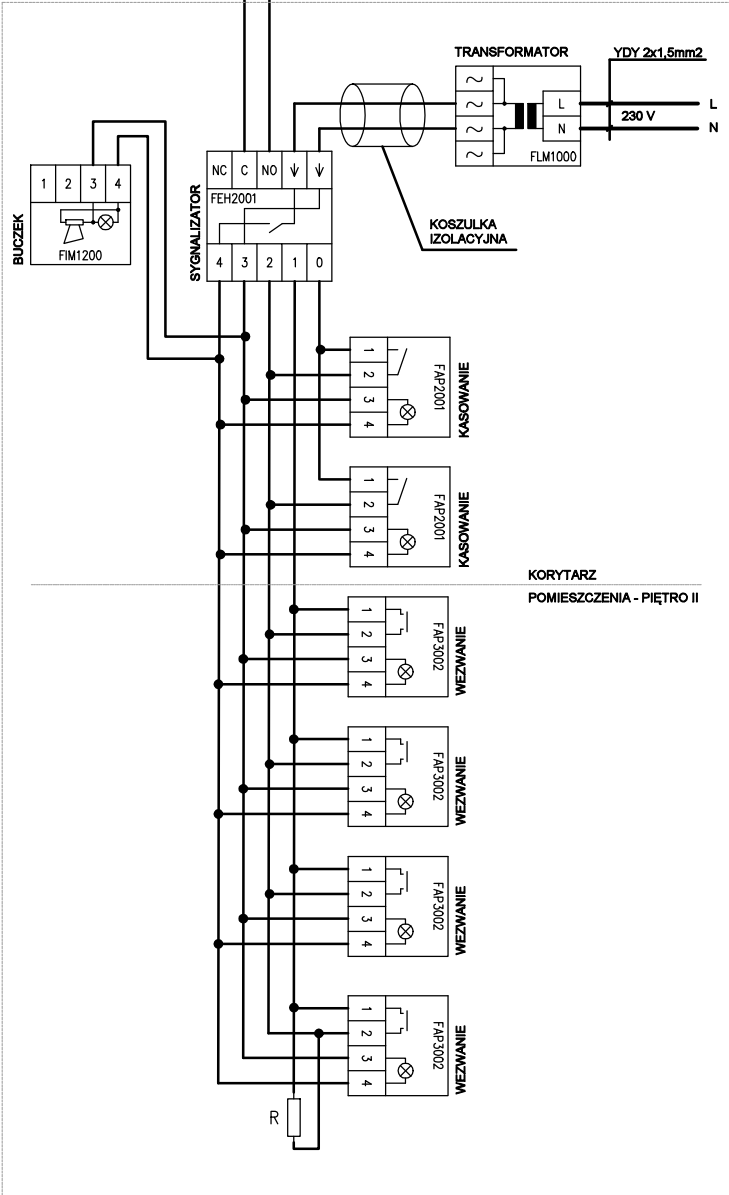 TRANSFORMATOR
YDY 2x1,5mm2
~
~
~
~
L
N
230 V
L
N
FLM1000
1 2 3 4
FIM1200
BUCZEK
NC C NO ↓ ↓
FEH2001
4 3 2 1 0
SYGNALIZATOR
KOSZULKA
IZOLACYJNA
1
2
3
4
FAP2001
KASOWANIE
1
2
3
4
FAP2001
KASOWANIE
KORYTARZ
POMIESZCZENIA - PIĘTRO II
1
2
3
4
FAP3002
WEZWANIE
1
2
3
4
FAP3002
WEZWANIE
1
2
3
4
FAP3002
WEZWANIE
1
2
3
4
FAP3002
WEZWANIE
R